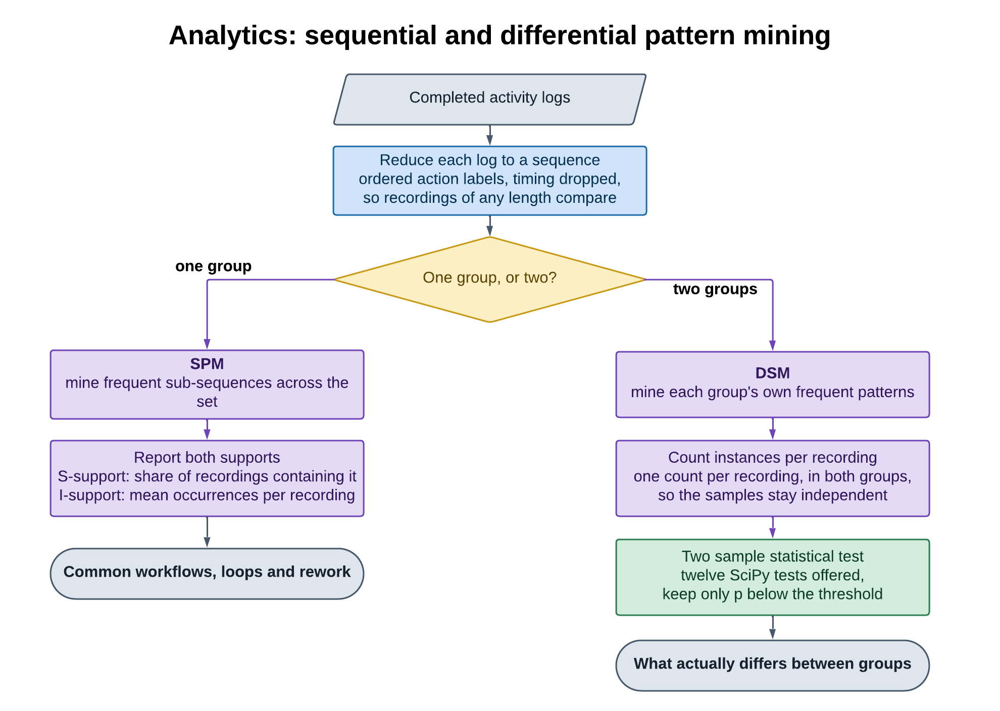 Analytics: sequential and differential pattern mining
Completed activity logs
Reduce each log to a sequence
ordered action labels, timing dropped,
so recordings of any length compare
One group, or two?
one group
two groups
SPM
mine frequent sub-sequences across the
set
Report both supports
S-support: share of recordings containing it
I-support: mean occurrences per recording
Common workflows, loops and rework
DSM
mine each group's own frequent patterns
Count instances per recording
one count per recording, in both groups,
so the samples stay independent
Two sample statistical test
twelve SciPy tests offered,
keep only p below the threshold
What actually differs between groups